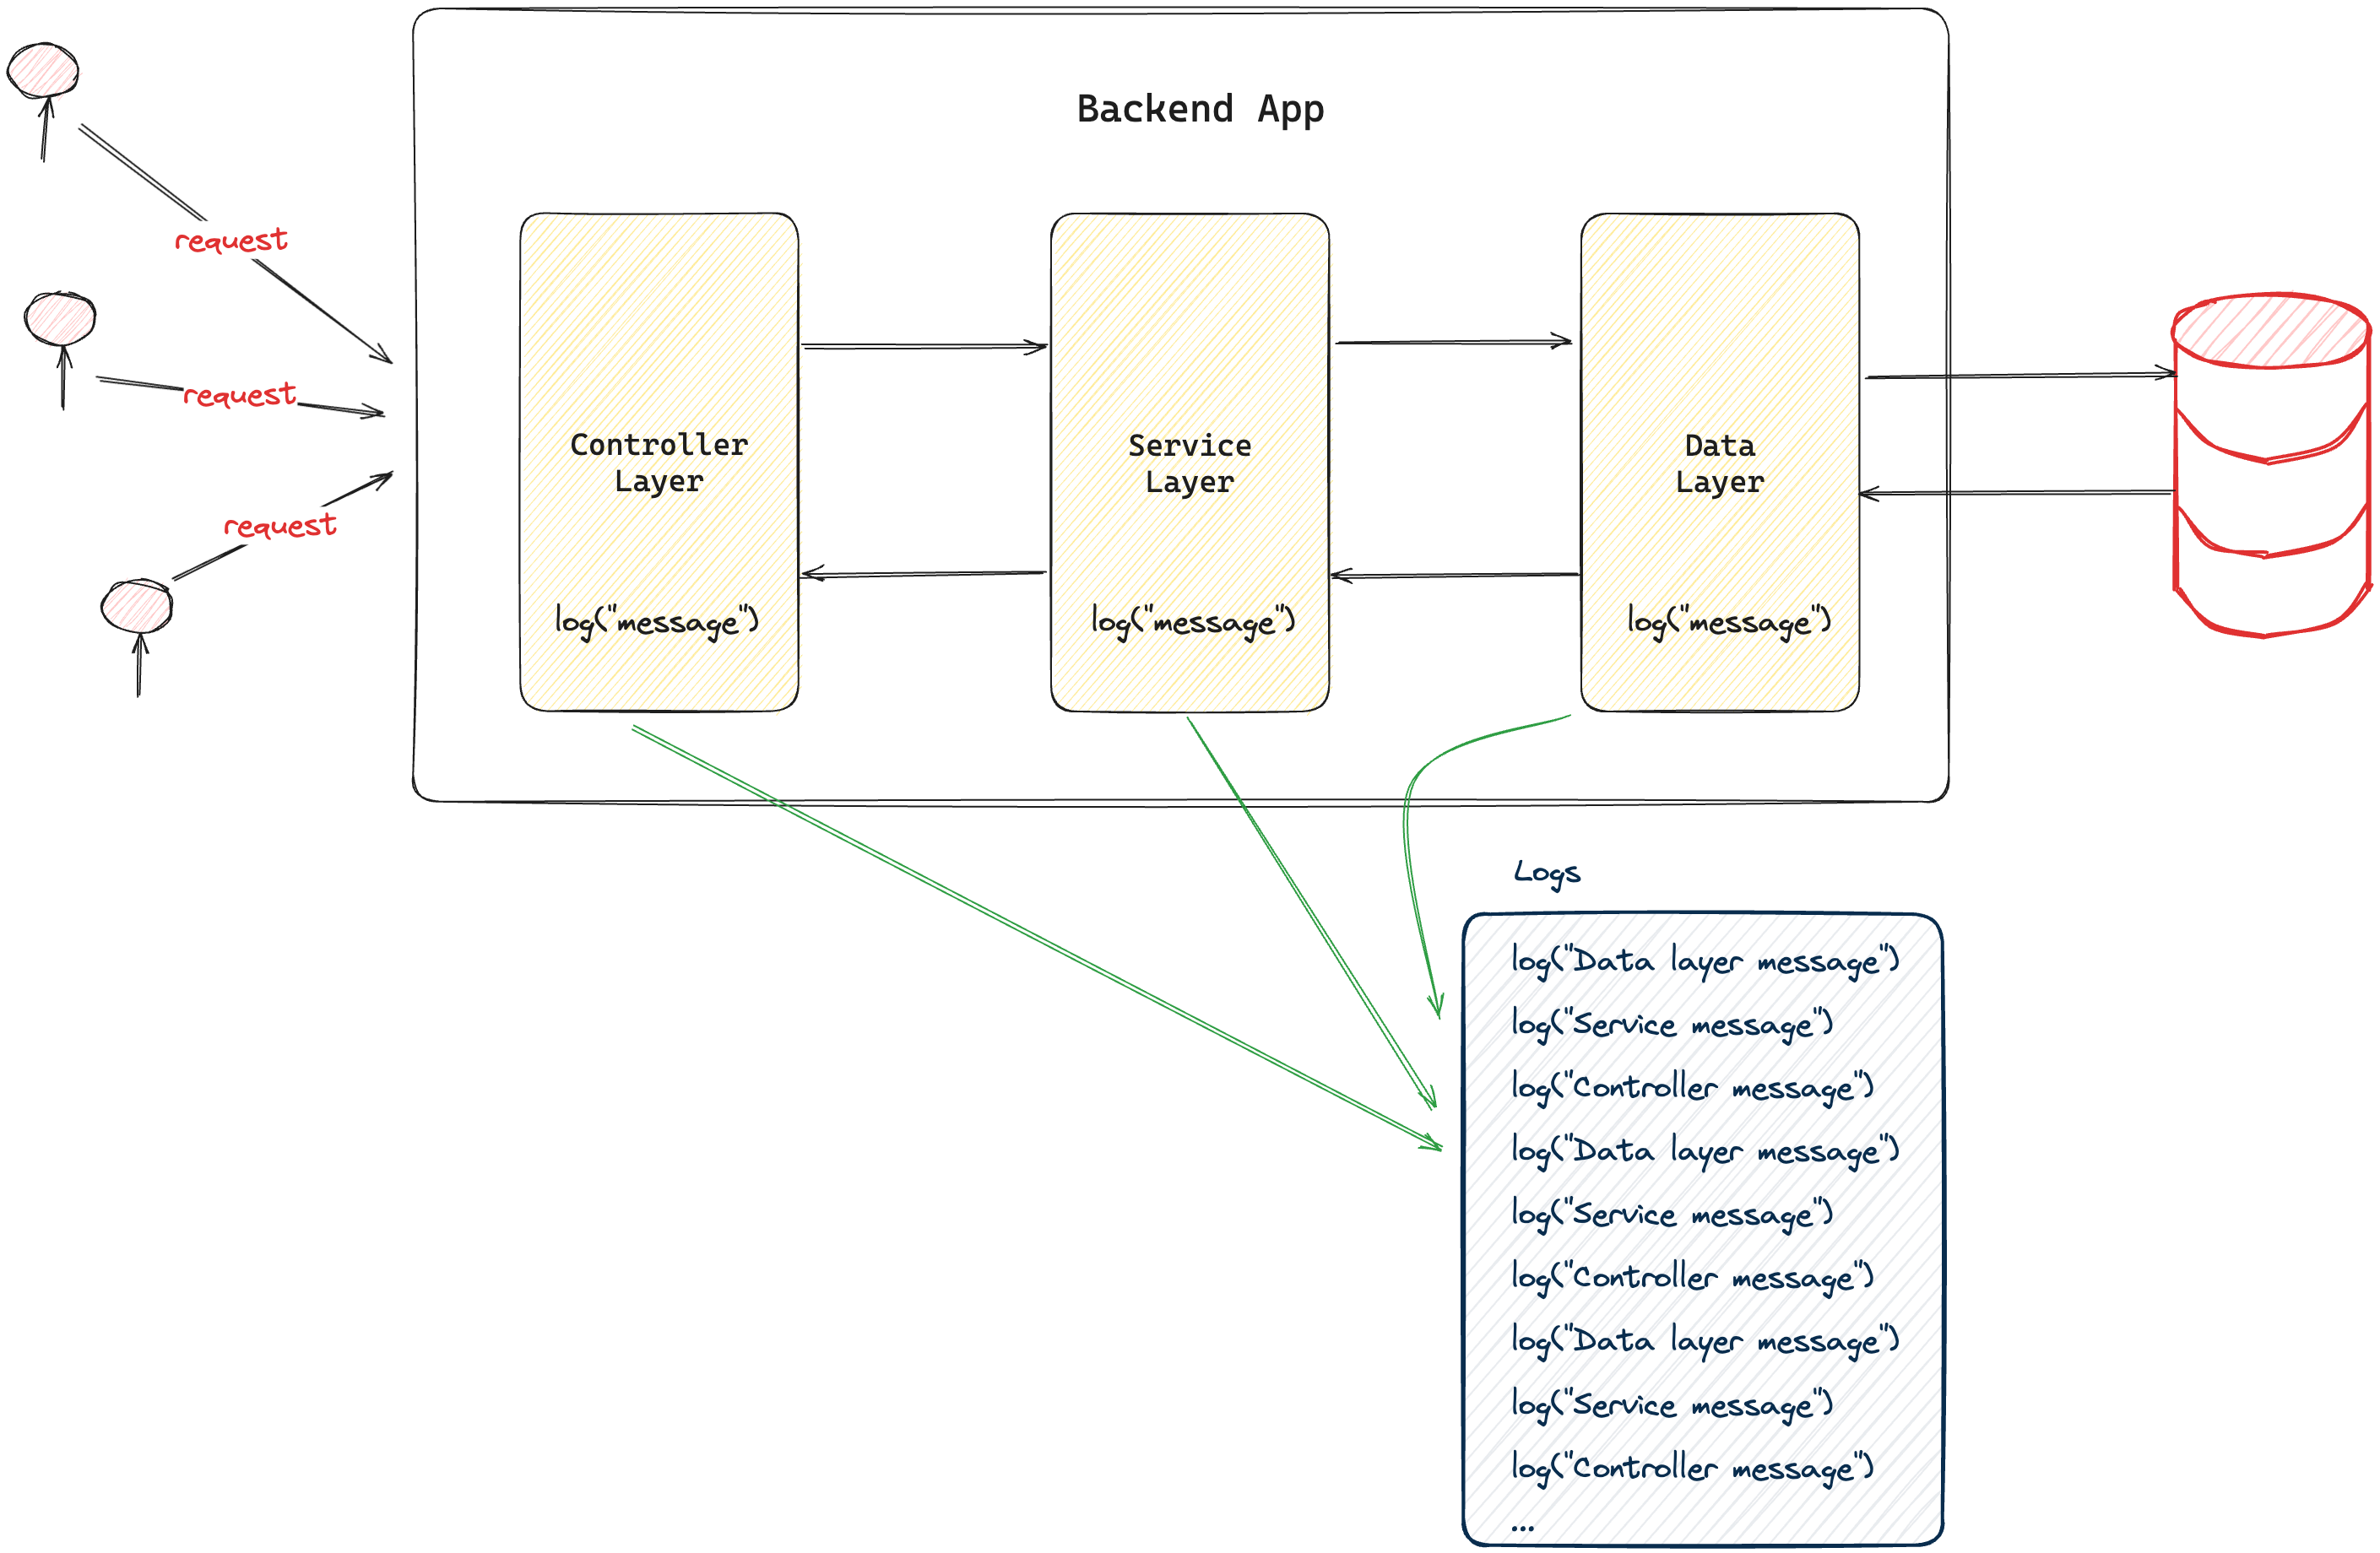 Backend App
request
request
request
Controller
Layer
log("message")
Service
Layer
log("message")
Data
Layer
log("message")
Logs
log("Data layer message")
log("Service message")
log("Controller message")
log("Data layer message")
log("Service message")
log("Controller message")
log("Data layer message")
log("Service message")
log("Controller message")
...